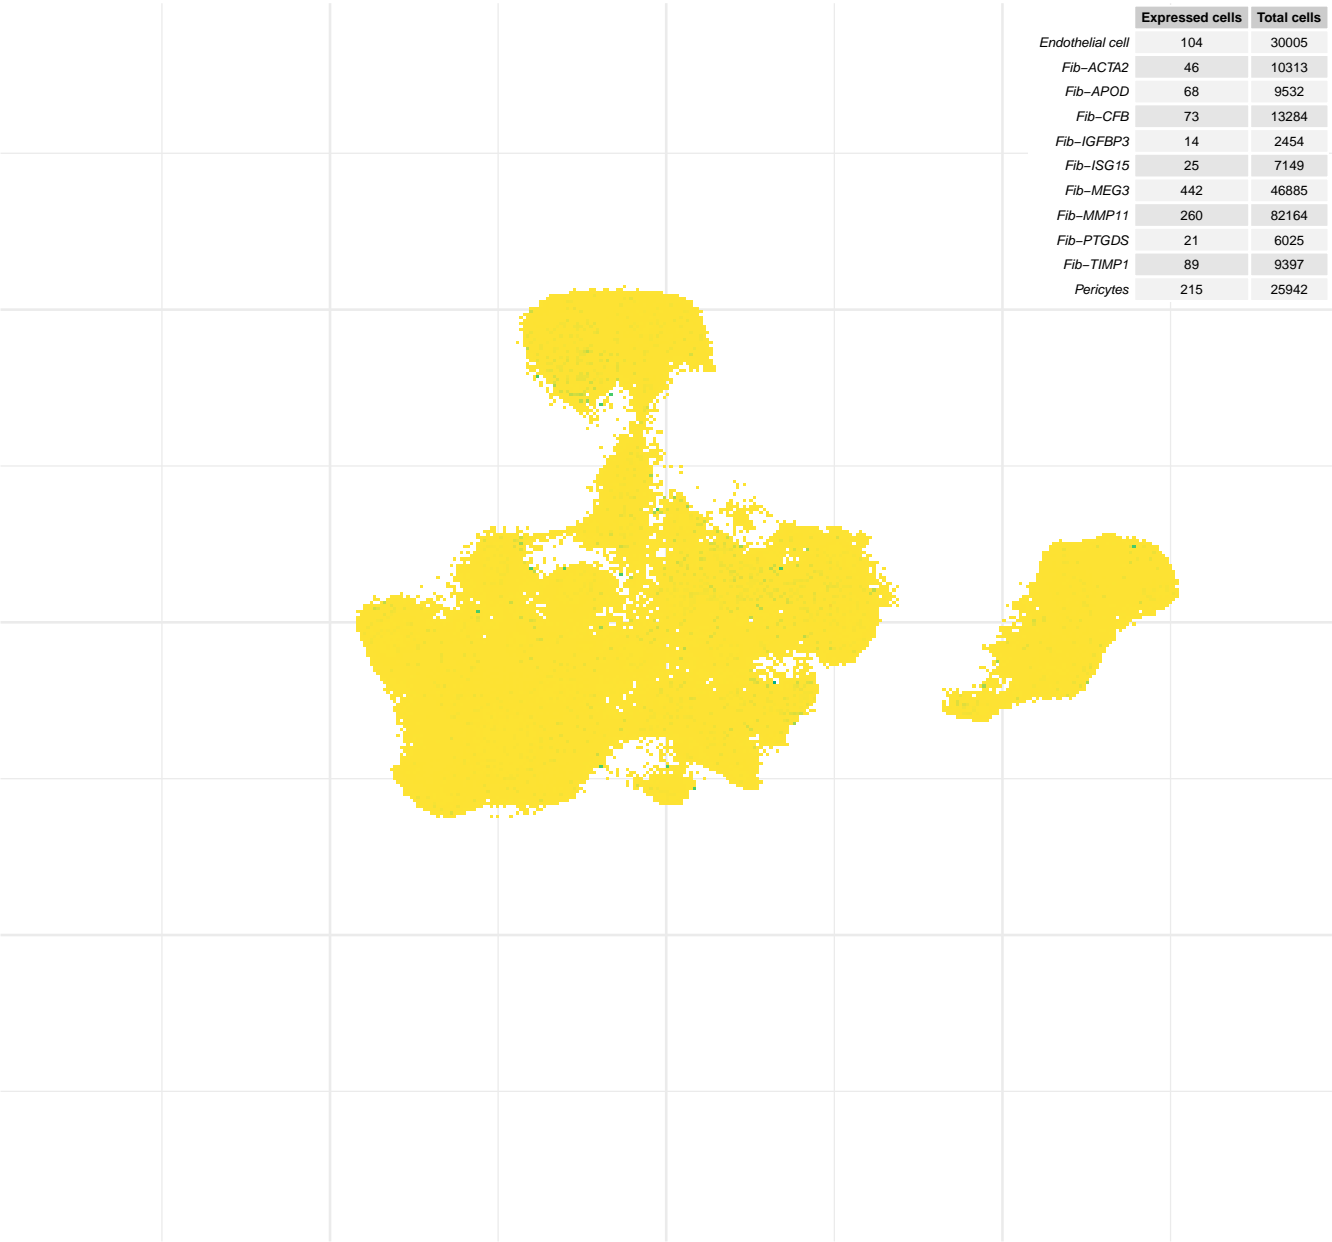 Expressed cells Total cells
Endothelial cell 104 30005
Fib−ACTA2 46 10313
Fib−APOD 68 9532
Fib−CFB 73 13284
Fib−IGFBP3 14 2454
Fib−ISG15 25 7149
Fib−MEG3 442 46885
Fib−MMP11 260 82164
Fib−PTGDS 21 6025
Fib−TIMP1 89 9397
Pericytes 215 25942